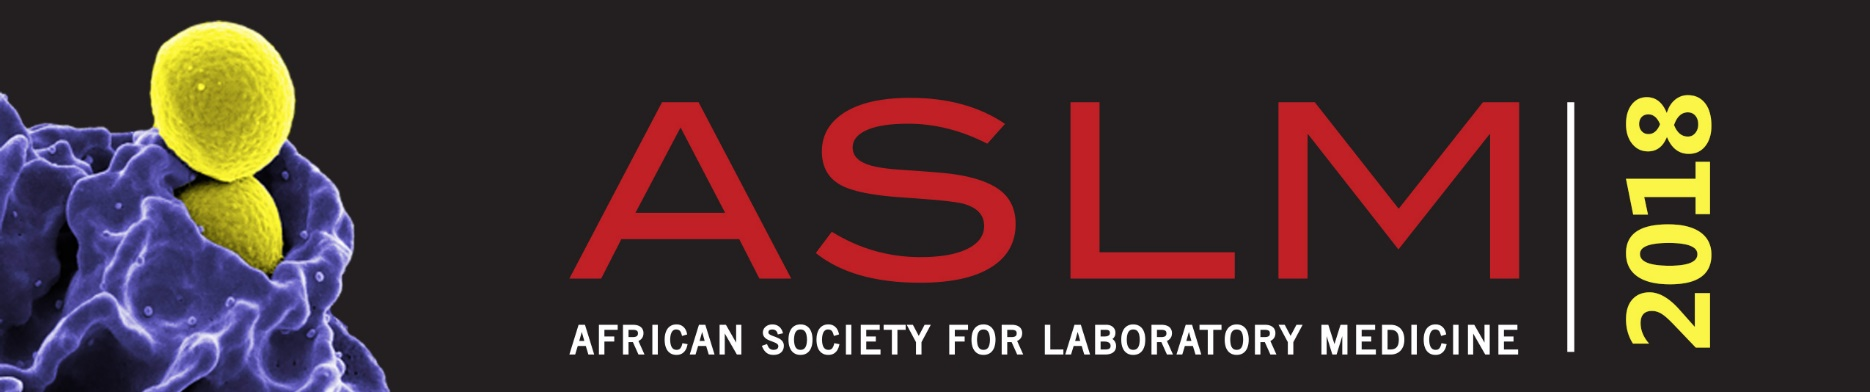 ASLM
AFRICAN SOCIETY FOR LABORATORY MEDICINE
2018